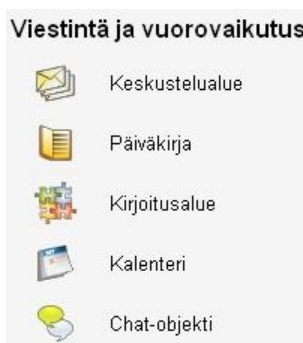 Viestintä ja vuorovaikutus
Keskustelualue
Päiväkirja
Kirjoitusalue
Kalenteri
Chat-objekti